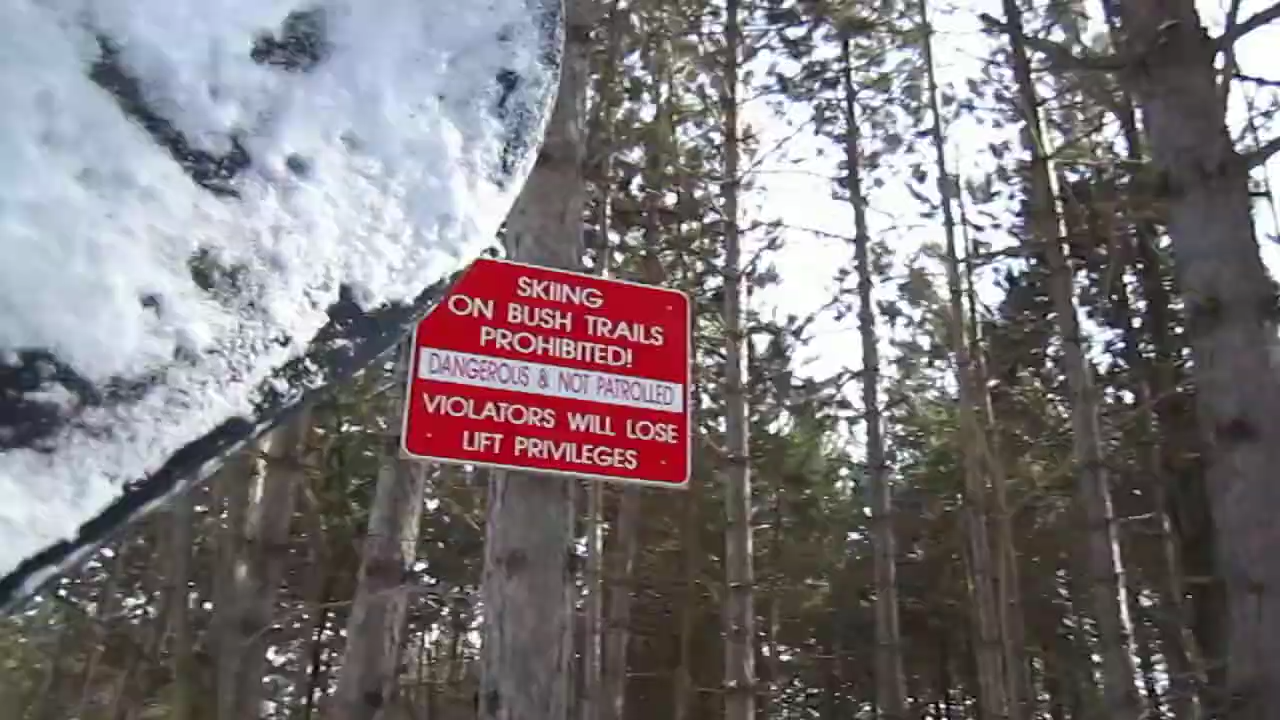 SKIING
ON BUSH TRAILS
PROHIBITED!
DANGEROUS & NOT PATROLLED
VIOLATORS WILL LOSE
LIFT PRIVILEGES